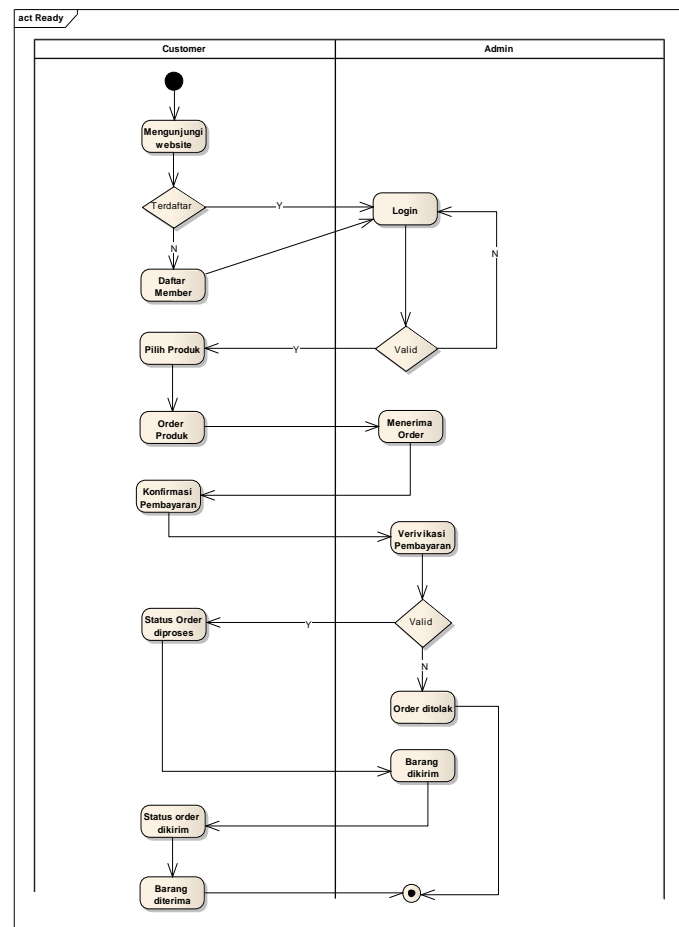 act Ready
Customer
Admin
Mengunjungi
website
Terdaftar
Y
Login
N
N
Daftar
Member
Pilih Produk
Y
Valid
Order
Produk
Menerima
Order
Konfirmasi
Pembayaran
Verivikasi
Pembayaran
Status Order
diproses
Y
Valid
N
Order ditolak
Barang
dikirim
Status order
dikirim
Barang
diterima